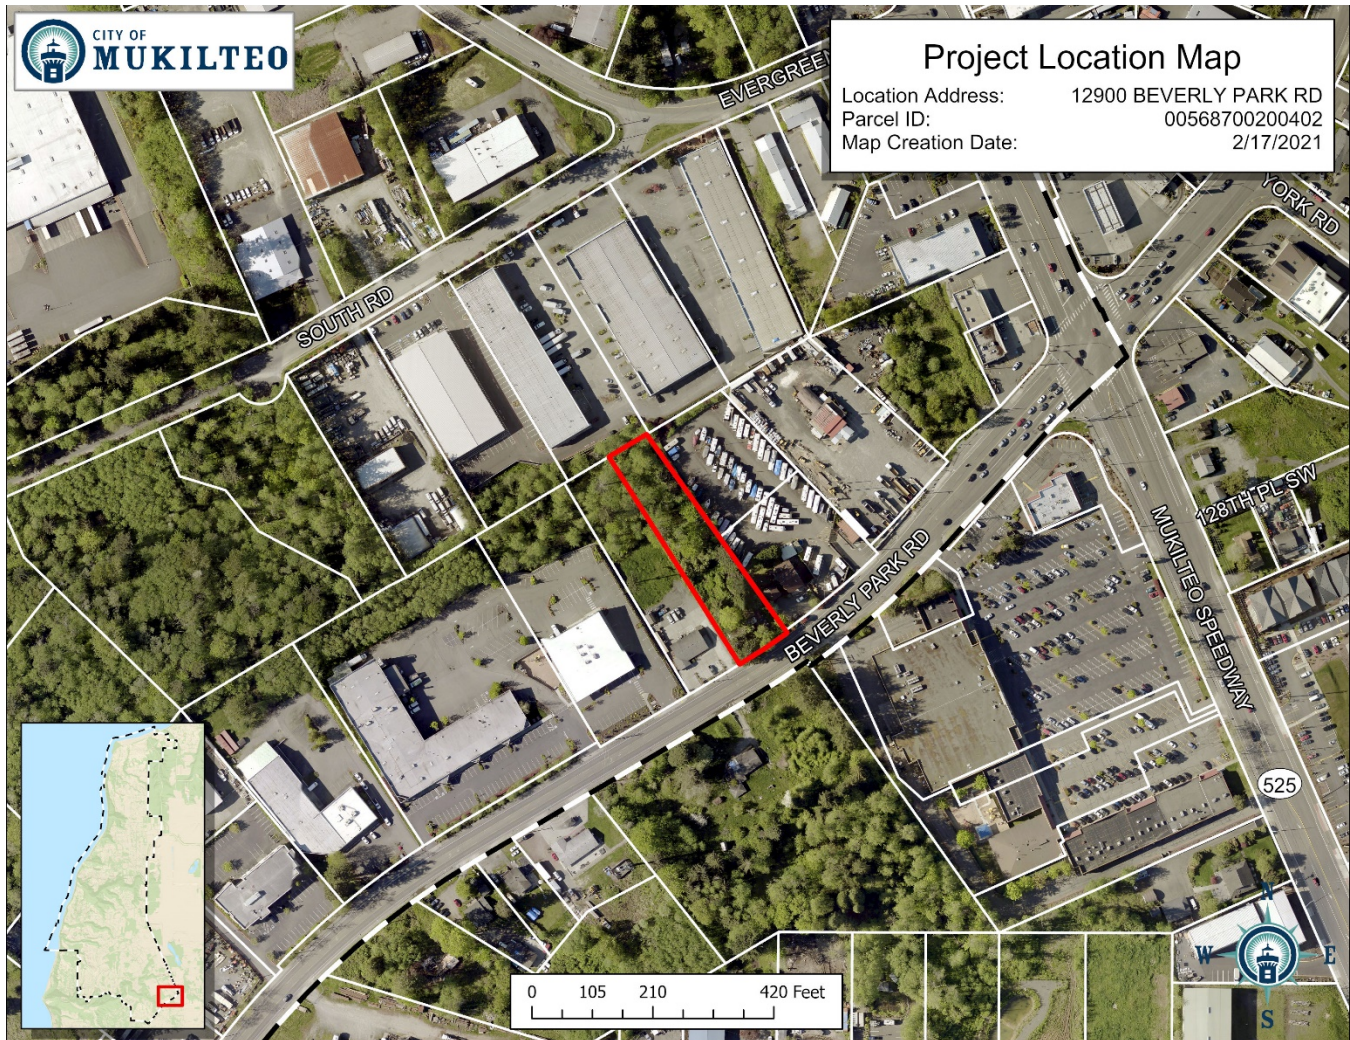 CITY OF
MUKILTEO
Project Location Map
Location Address: 12900 BEVERLY PARK RD
Parcel ID: 00568700200402
Map Creation Date: 2/17/2021
EVERGREEN
YORK RD
SOUTH RD
128TH PL SW
MUKILTEO SPEEDWAY
BEVERLY PARK RD
525
N
W E
S
0 105 210 420 Feet